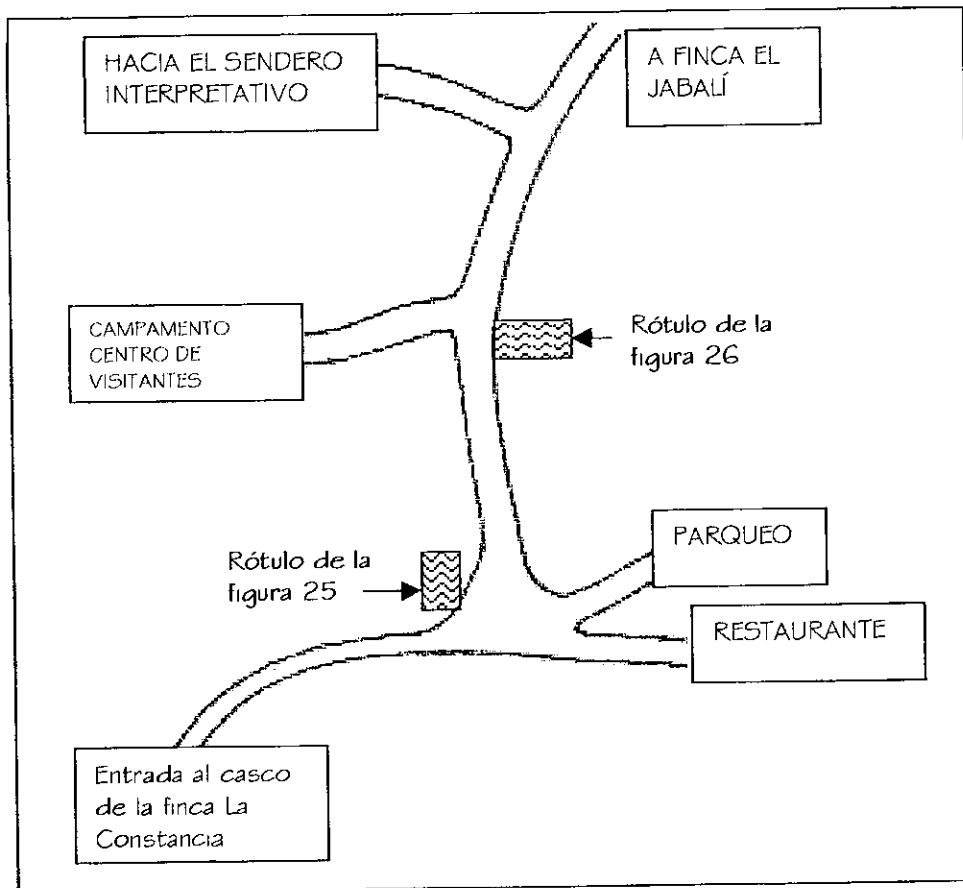 HACIA EL SENDERO
INTERPRETATIVO
A FINCA EL
JABALÍ
CAMPAMENTO
CENTRO DE
VISITANTES
Rótulo de la
figura 26
Rótulo de la
figura 25
PARQUEO
RESTAURANTE
Entrada al casco
de la finca La
Constancia